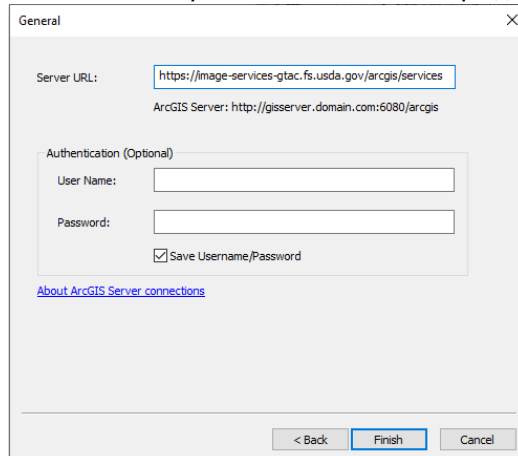 General
Server URL:
https://image-services-gtac.fs.usda.gov/arcgis/services
ArcGIS Server: http://gisserver.domain.com:6080/arcgis
Authentication (Optional)
User Name:
Password:
Save Username/Password
About ArcGIS Server connections
< Back
Finish
Cancel